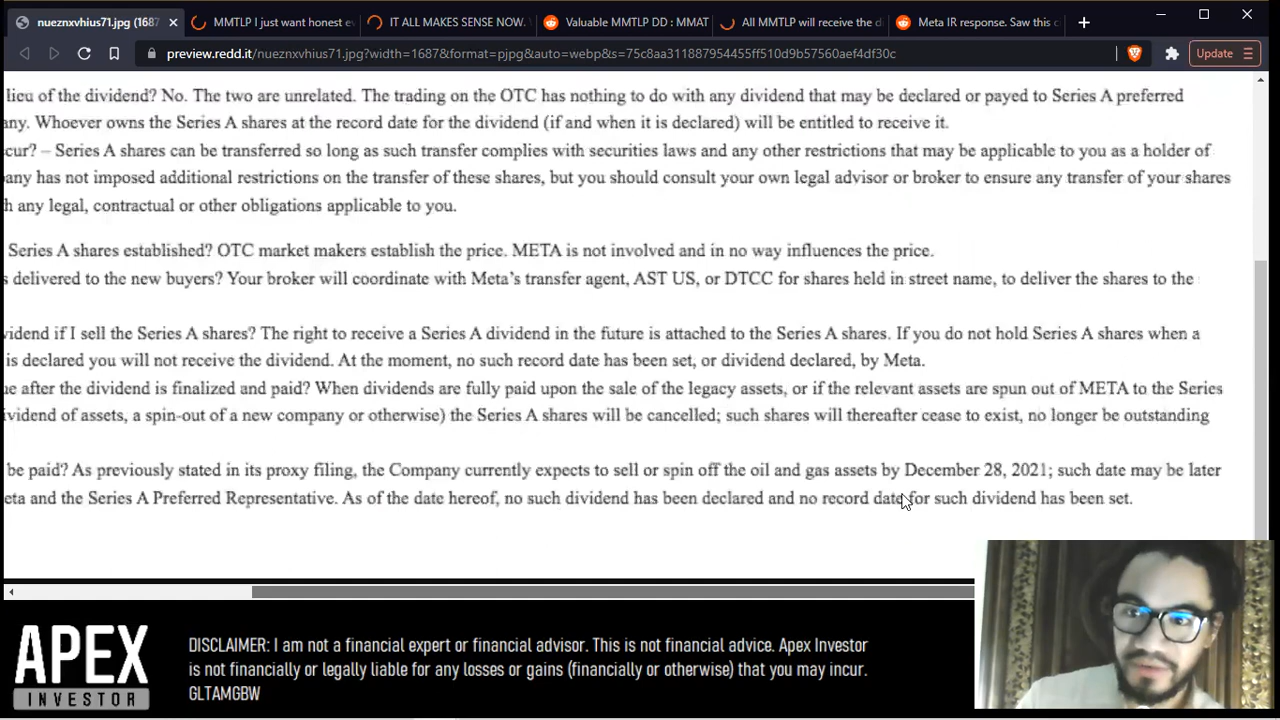 nueznxvhius71.jpg (1687
MMTLP I just want honest e
IT ALL MAKES SENSE NOW.
Valuable MMTLP DD : MMAT
All MMTLP will receive the d
Meta IR response. Saw this c
preview.redd.it/nueznxvhius71.jpg?width=1687&format=pjpg&auto=webp&s=75c8aa311887954455ff510d9b57560aef4df30c
Update
lieu of the dividend? No. The two are unrelated. The trading on the OTC has nothing to do with any dividend that may be declared or payed to Series A preferred
any. Whoever owns the Series A shares at the record date for the dividend (if and when it is declared) will be entitled to receive it.
cur? – Series A shares can be transferred so long as such transfer complies with securities laws and any other restrictions that may be applicable to you as a holder of
any has not imposed additional restrictions on the transfer of these shares, but you should consult your own legal advisor or broker to ensure any transfer of your shares
h any legal, contractual or other obligations applicable to you.
Series A shares established? OTC market makers establish the price. META is not involved and in no way influences the price.
s delivered to the new buyers? Your broker will coordinate with Meta's transfer agent, AST US, or DTCC for shares held in street name, to deliver the shares to the
vidend if I sell the Series A shares? The right to receive a Series A dividend in the future is attached to the Series A shares. If you do not hold Series A shares when a
is declared you will not receive the dividend. At the moment, no such record date has been set, or dividend declared, by Meta.
e after the dividend is finalized and paid? When dividends are fully paid upon the sale of the legacy assets, or if the relevant assets are spun out of META to the Series
ividend of assets, a spin-out of a new company or otherwise) the Series A shares will be cancelled; such shares will thereafter cease to exist, no longer be outstanding
be paid? As previously stated in its proxy filing, the Company currently expects to sell or spin off the oil and gas assets by December 28, 2021; such date may be later
eta and the Series A Preferred Representative. As of the date hereof, no such dividend has been declared and no record date for such dividend has been set.
APEX
INVESTOR
DISCLAIMER: I am not a financial expert or financial advisor. This is not financial advice. Apex Investor
is not financially or legally liable for any losses or gains (financially or otherwise) that you may incur.
GLTAMGBW